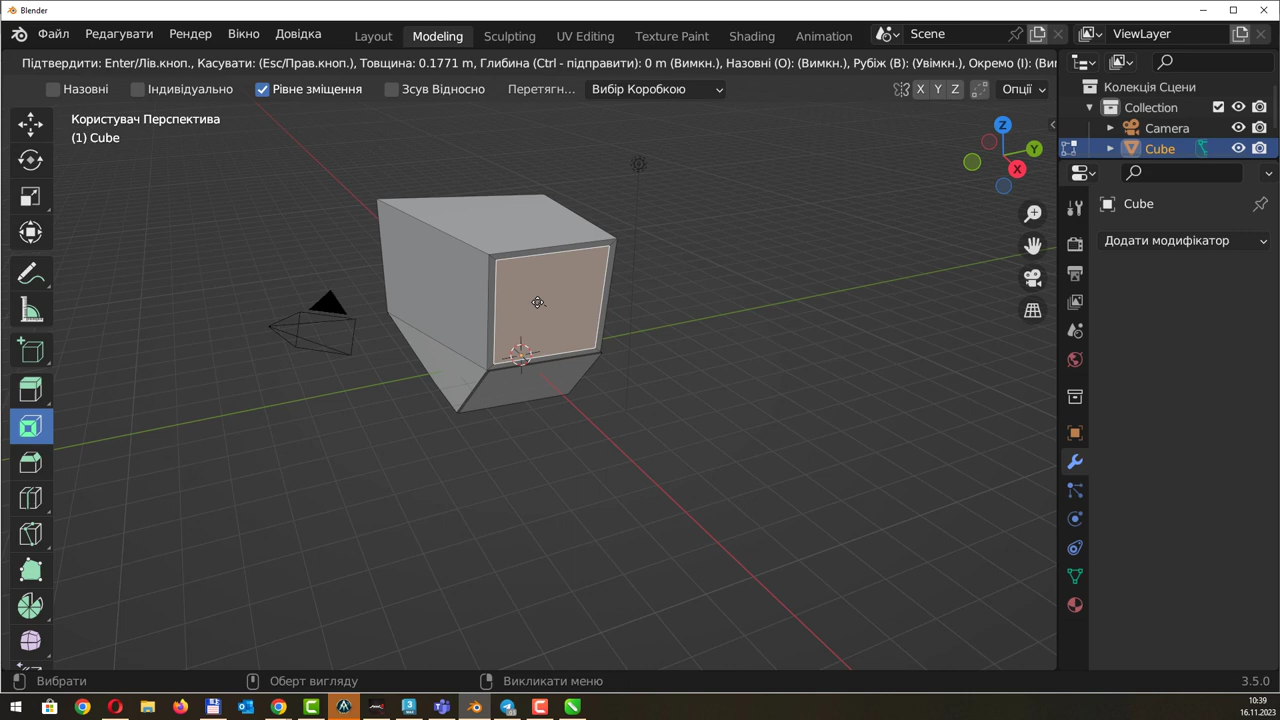 Blender
Файл Редагувати Рендер Вікно Довідка Layout Modeling Sculpting UV Editing Texture Paint Shading Animation Scene ViewLayer
Підтвердити: Enter/Лів.кноп., Касувати: (Esc/Прав.кноп.), Товщина: 0.1771 m, Глибина (Ctrl - підправити): 0 m (Вимкн.), Назовні (O): (Вимкн.), Рубіж (B): (Увімкн.), Окремо (I): (Ви
Назовні Індивідуально Рівне зміщення Зсув Відносно Перетягн... Вибір Коробкою X Y Z Опції
Колекція Сцени
Collection
Camera
Cube
Користувач Перспектива
(1) Cube
Z
Y
X
Cube
Додати модифікатор
Вибрати Оберт вигляду Викликати меню 3.5.0
10:39
16.11.2023